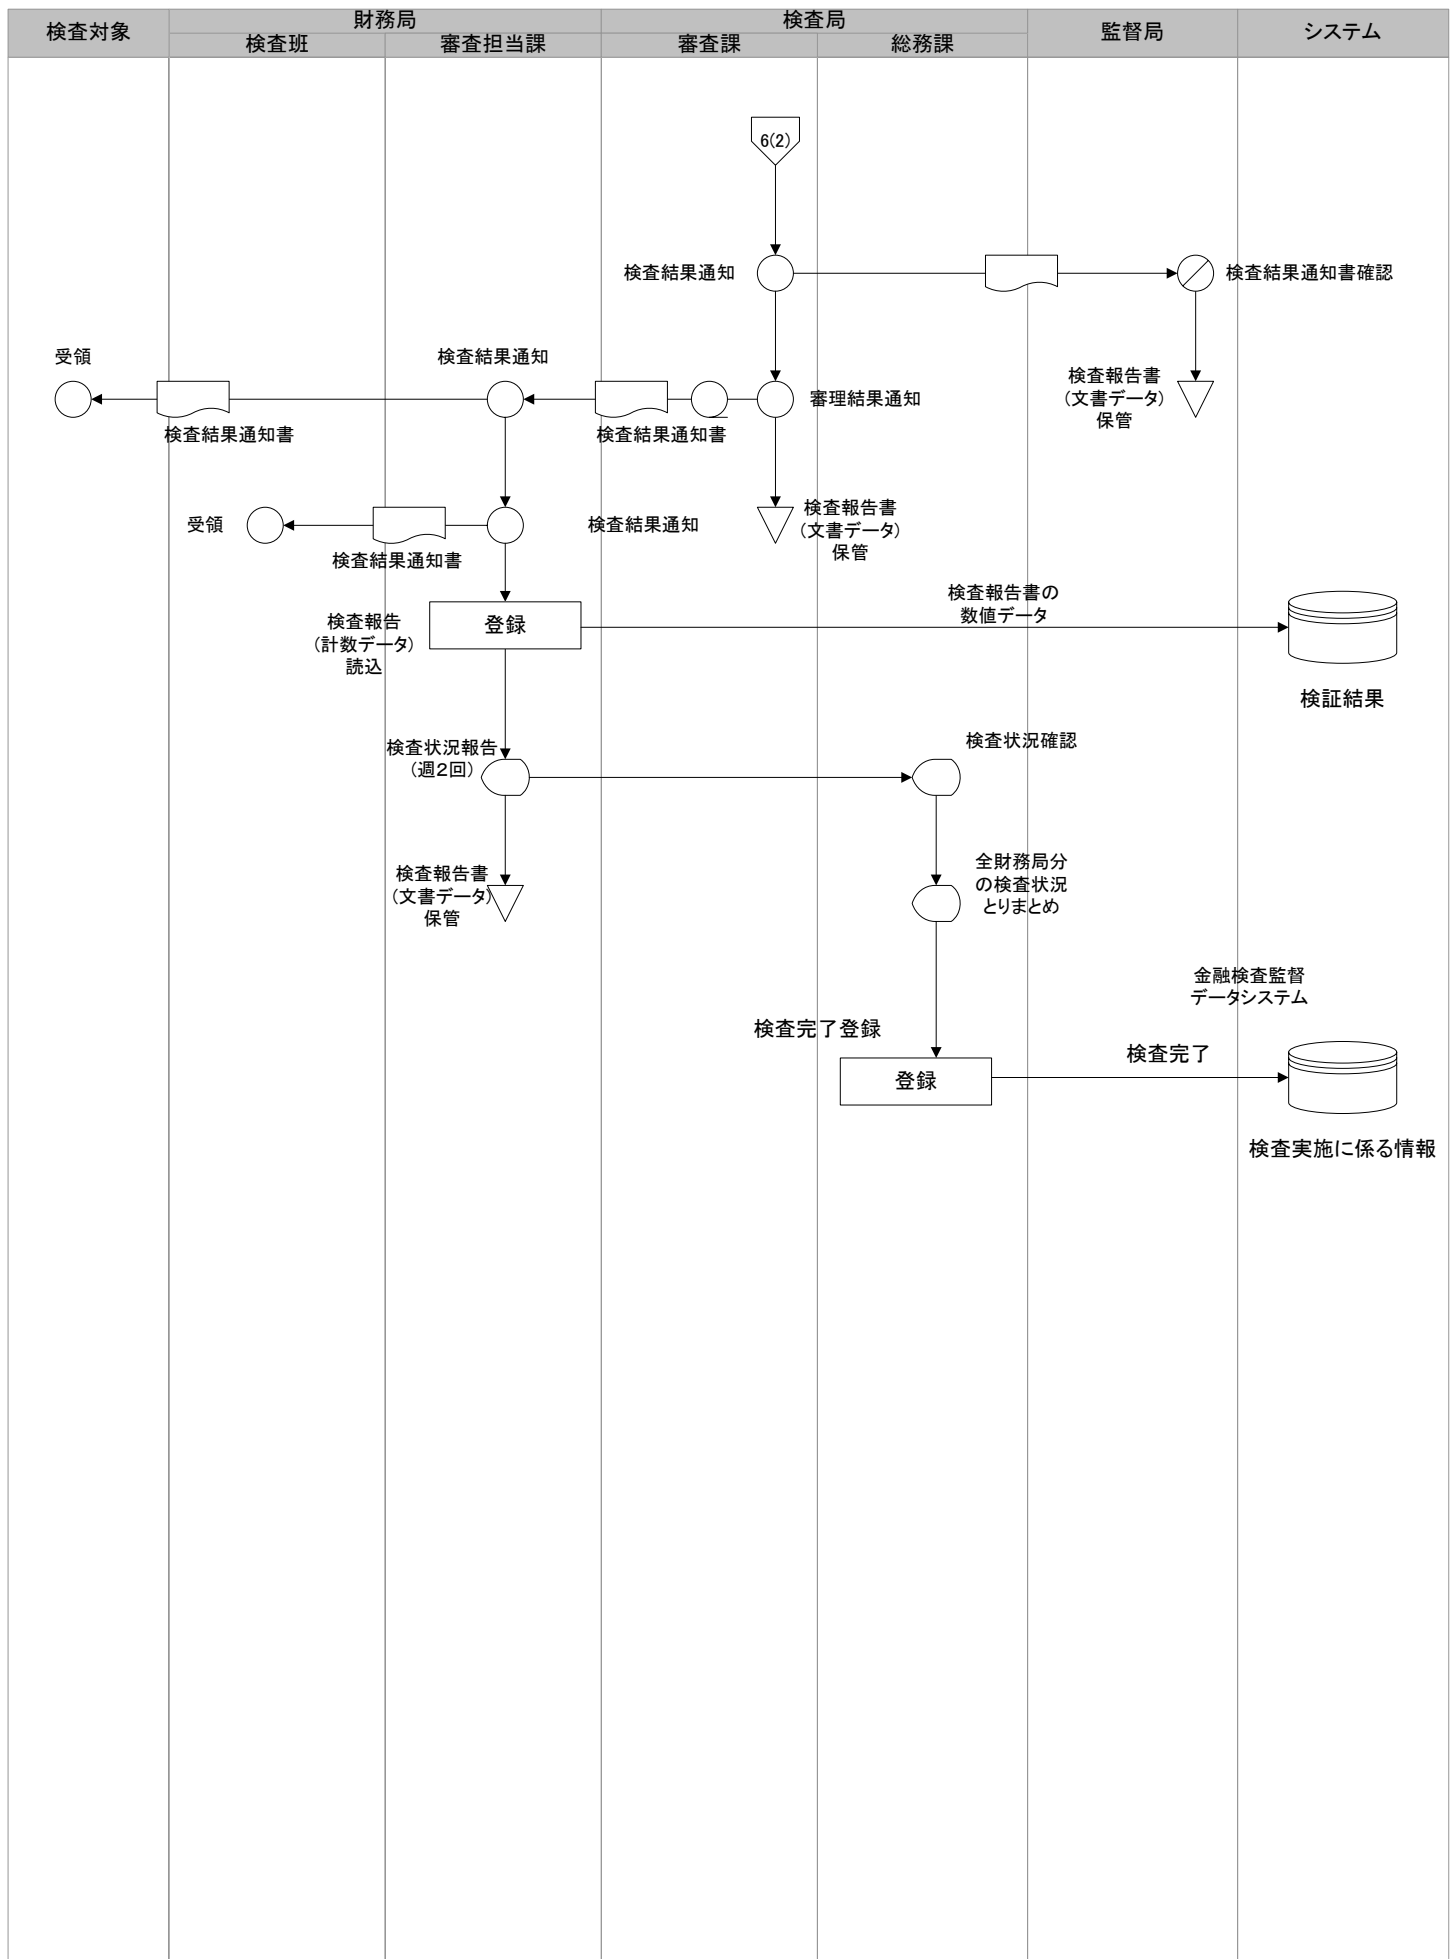 検査対象
財務局
検査局
監督局
システム
検査班
審査担当課
審査課
総務課
6(2)
検査結果通知
検査結果通知書確認
受領
検査結果通知
検査報告書
(文書データ)
保管
審理結果通知
検査結果通知書
検査結果通知書
受領
検査結果通知
検査報告書
(文書データ)
保管
検査結果通知書
検査報告書の
数値データ
検査報告
(計数データ)
読込
登録
検証結果
検査状況報告
(週2回)
検査状況確認
検査報告書
(文書データ)
保管
全財務局分
の検査状況
とりまとめ
金融検査監督
データシステム
検査完了登録
検査完了
登録
検査実施に係る情報